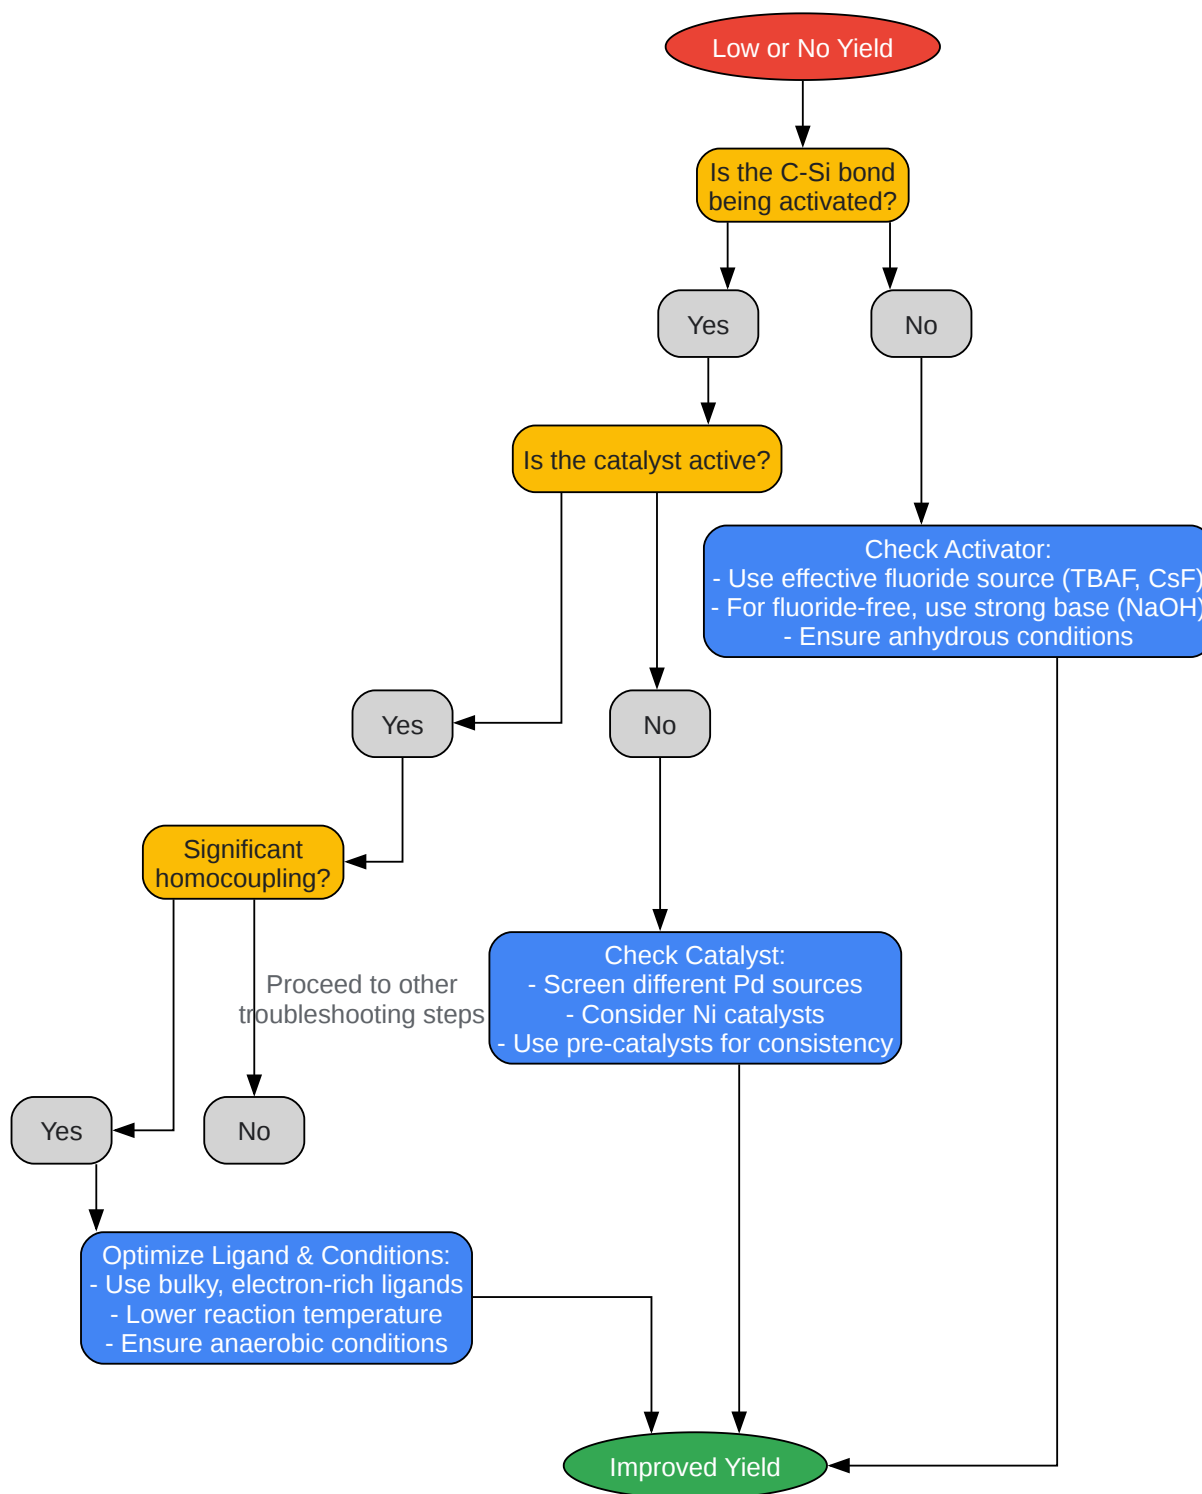 Low or No Yield
Is the C-Si bond
being activated?
Yes
No
Is the catalyst active?
Check Activator:
- Use effective fluoride source (TBAF, CsF)
- For fluoride-free, use strong base (NaOH)
- Ensure anhydrous conditions
Yes
No
Significant
homocoupling?
Proceed to other
troubleshooting steps
Check Catalyst:
- Screen different Pd sources
- Consider Ni catalysts
- Use pre-catalysts for consistency
Yes
No
Optimize Ligand & Conditions:
- Use bulky, electron-rich ligands
- Lower reaction temperature
- Ensure anaerobic conditions
Improved Yield